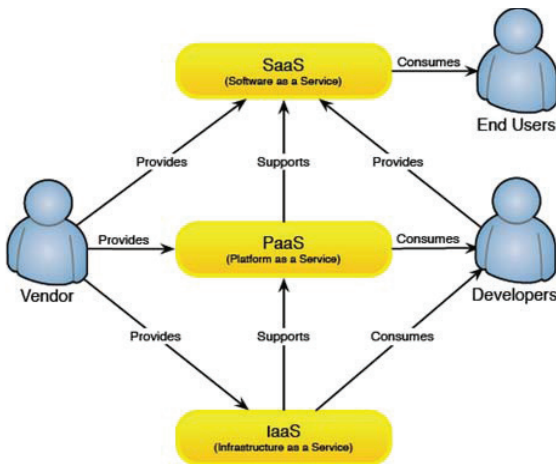 SaaS
(Software as a Service)
Consumes
End Users
Provides
Supports
Provides
Vendor
Provides
PaaS
(Platform as a Service)
Consumes
Developers
Provides
Supports
Consumes
IaaS
(Infrastructure as a Service)